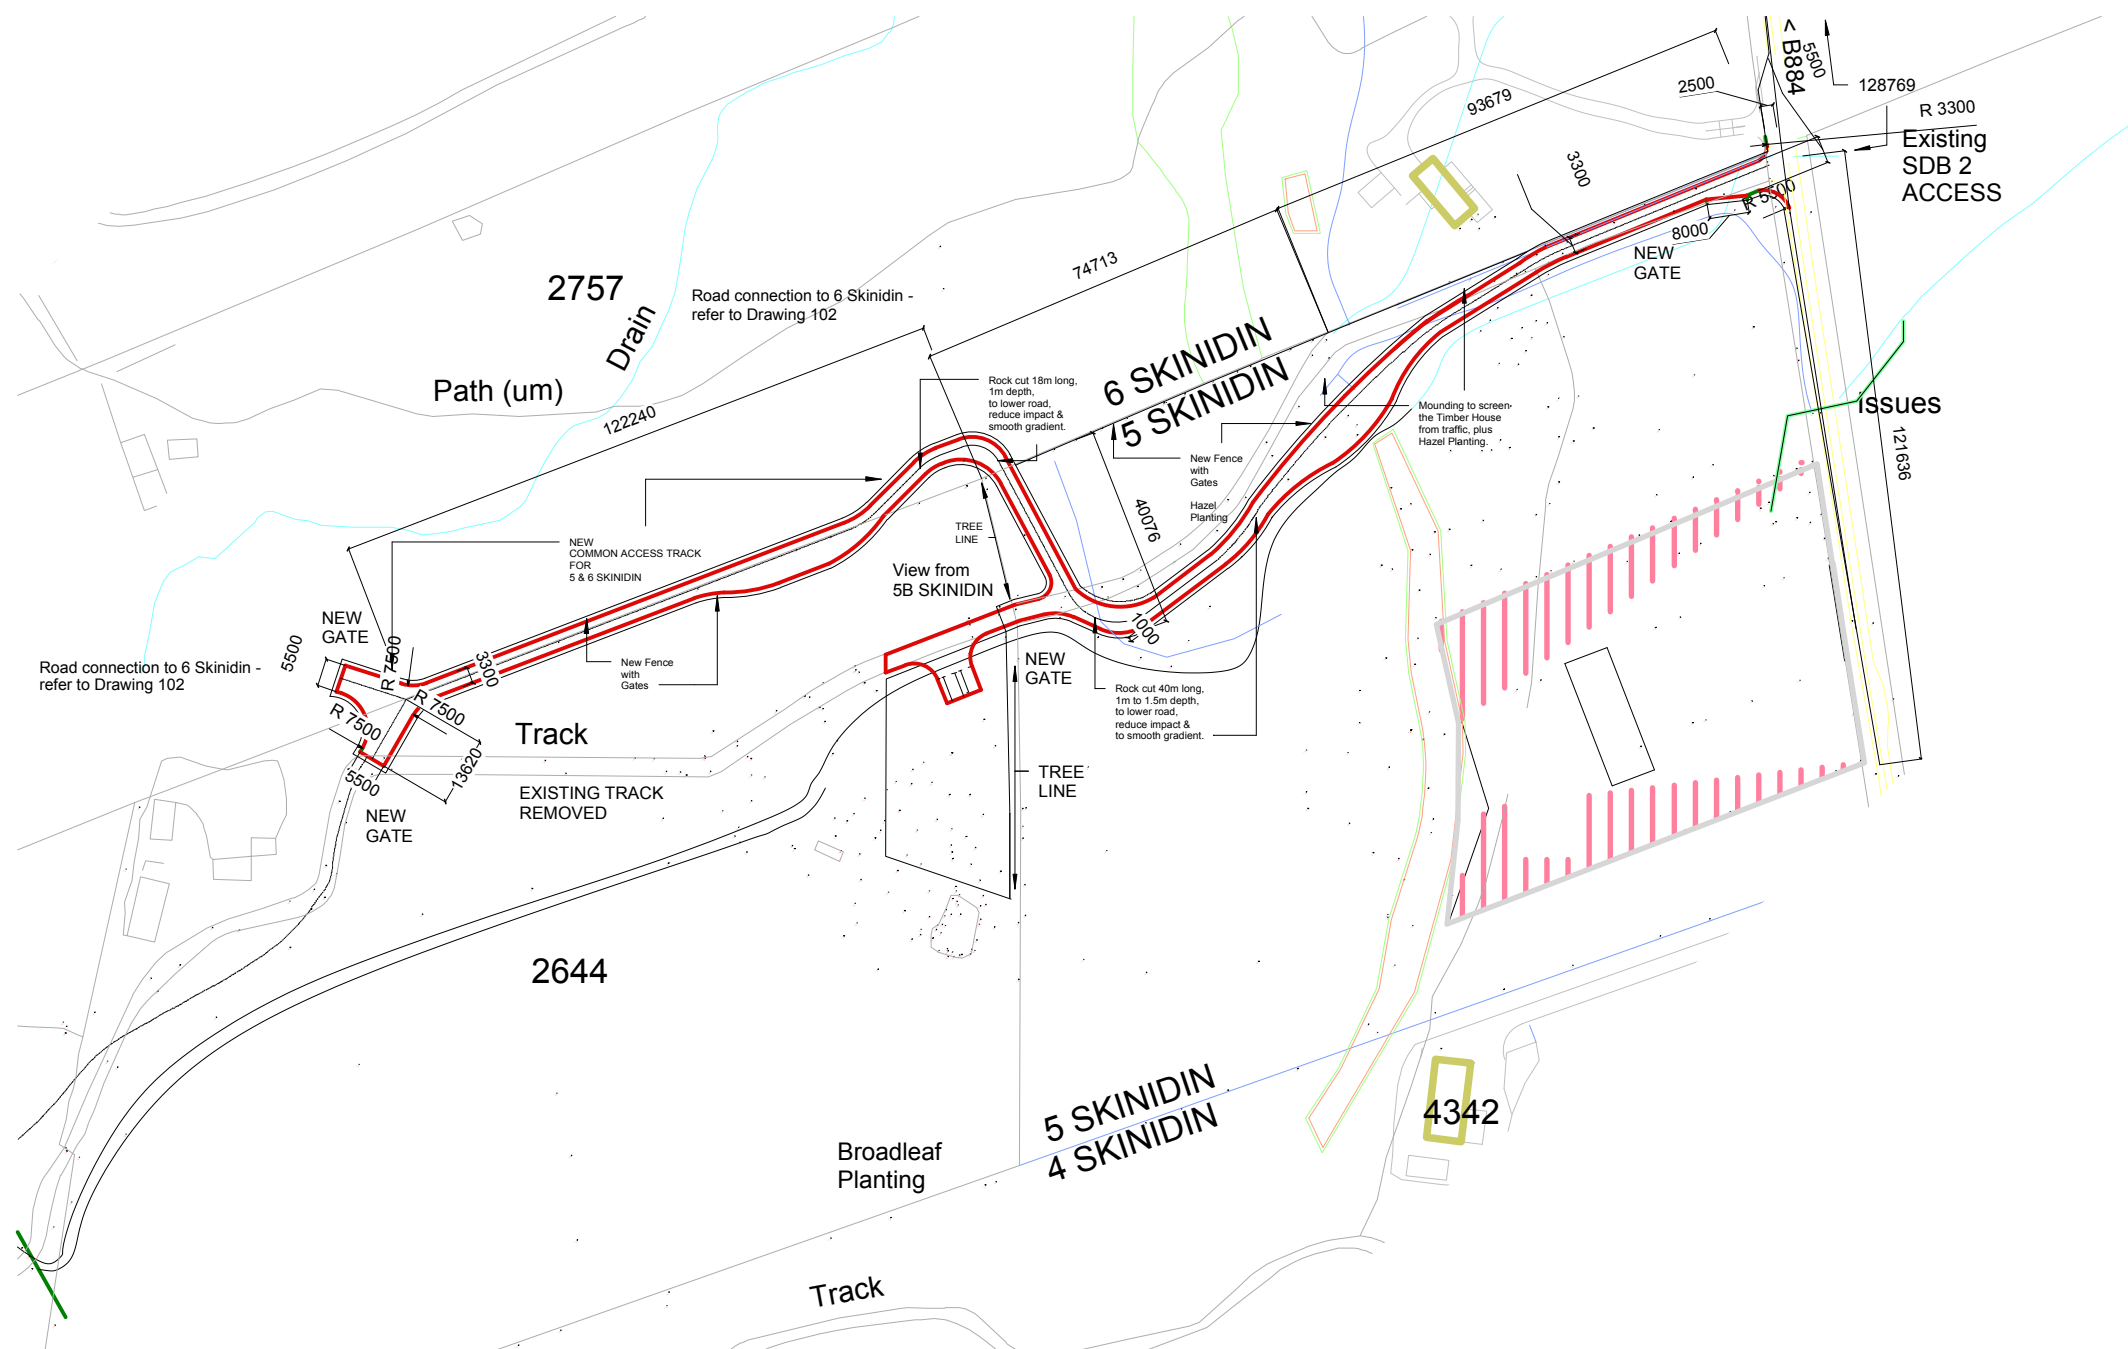 < B884
5500
128769
2500
R 3300
93679
Existing
SDB 2
ACCESS
3300
R 5500
8000
NEW
GATE
74713
2757
Drain
Road connection to 6 Skinidin -
refer to Drawing 102
Path (um)
122240
6 SKINIDIN
5 SKINIDIN
Rock cut 18m long,
1m depth,
to lower road,
reduce impact &
smooth gradient.
Mounding to screen
the Timber House
from traffic, plus
Hazel Planting.
Issues
121636
New Fence
with
Gates
Hazel
Planting
40076
TREE
LINE
NEW
COMMON ACCESS TRACK
FOR
5 & 6 SKINIDIN
View from
5B SKINIDIN
NEW
GATE
5500
R 7500
3300
1000
Road connection to 6 Skinidin -
refer to Drawing 102
New Fence
with
Gates
NEW
GATE
Rock cut 40m long,
1m to 1.5m depth,
to lower road,
reduce impact &
to smooth gradient.
R 7500
R 7500
Track
13620
5500
TREE
LINE
EXISTING TRACK
REMOVED
NEW
GATE
2644
5 SKINIDIN
4 SKINIDIN
4342
Broadleaf
Planting
Track